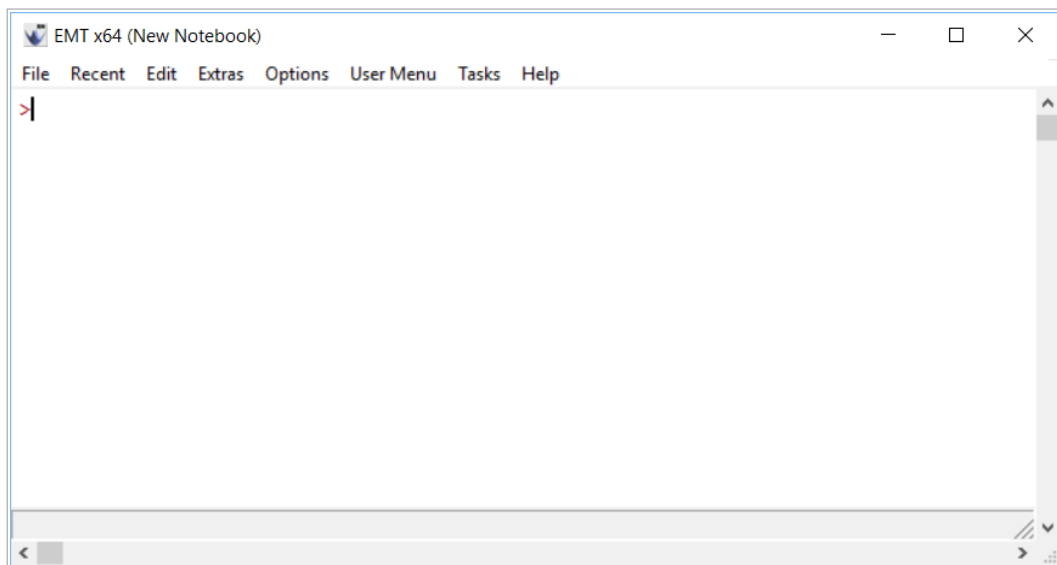 EMT x64 (New Notebook)
File Recent Edit Extras Options User Menu Tasks Help
>